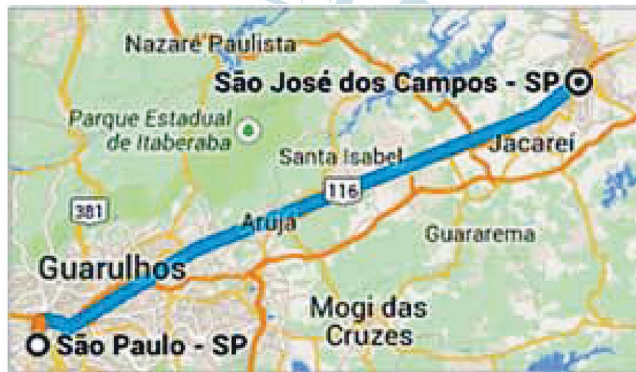 Nazaré Paulista
São José dos Campos - SP
Parque Estadual
de Itaberaba
Santa Isabel
Jacareí
116
381
Arujá
Guararema
Guarulhos
Mogi das
Cruzes
São Paulo - SP